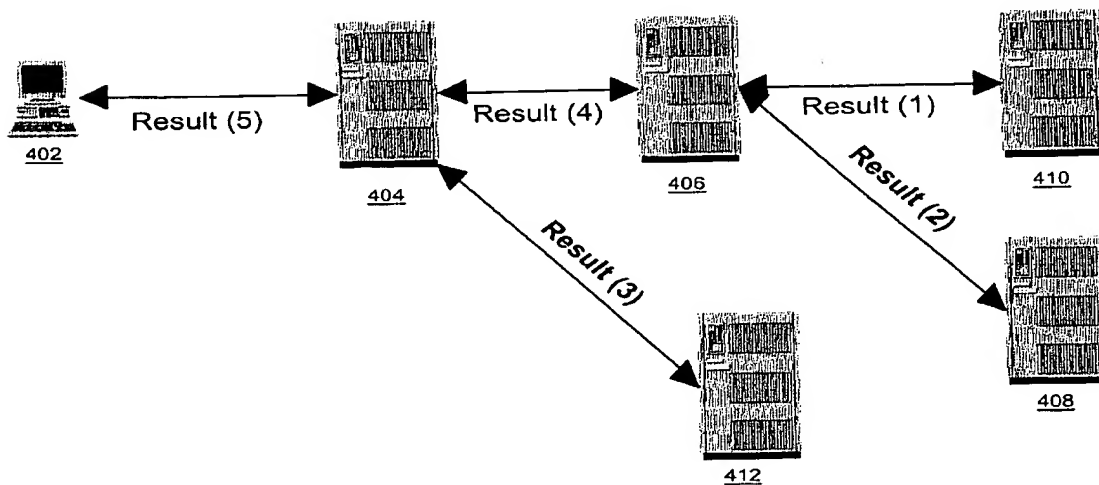 Result (5)
Result (4)
Result (1)
402
404
406
410
Result (2)
Result (3)
408
412